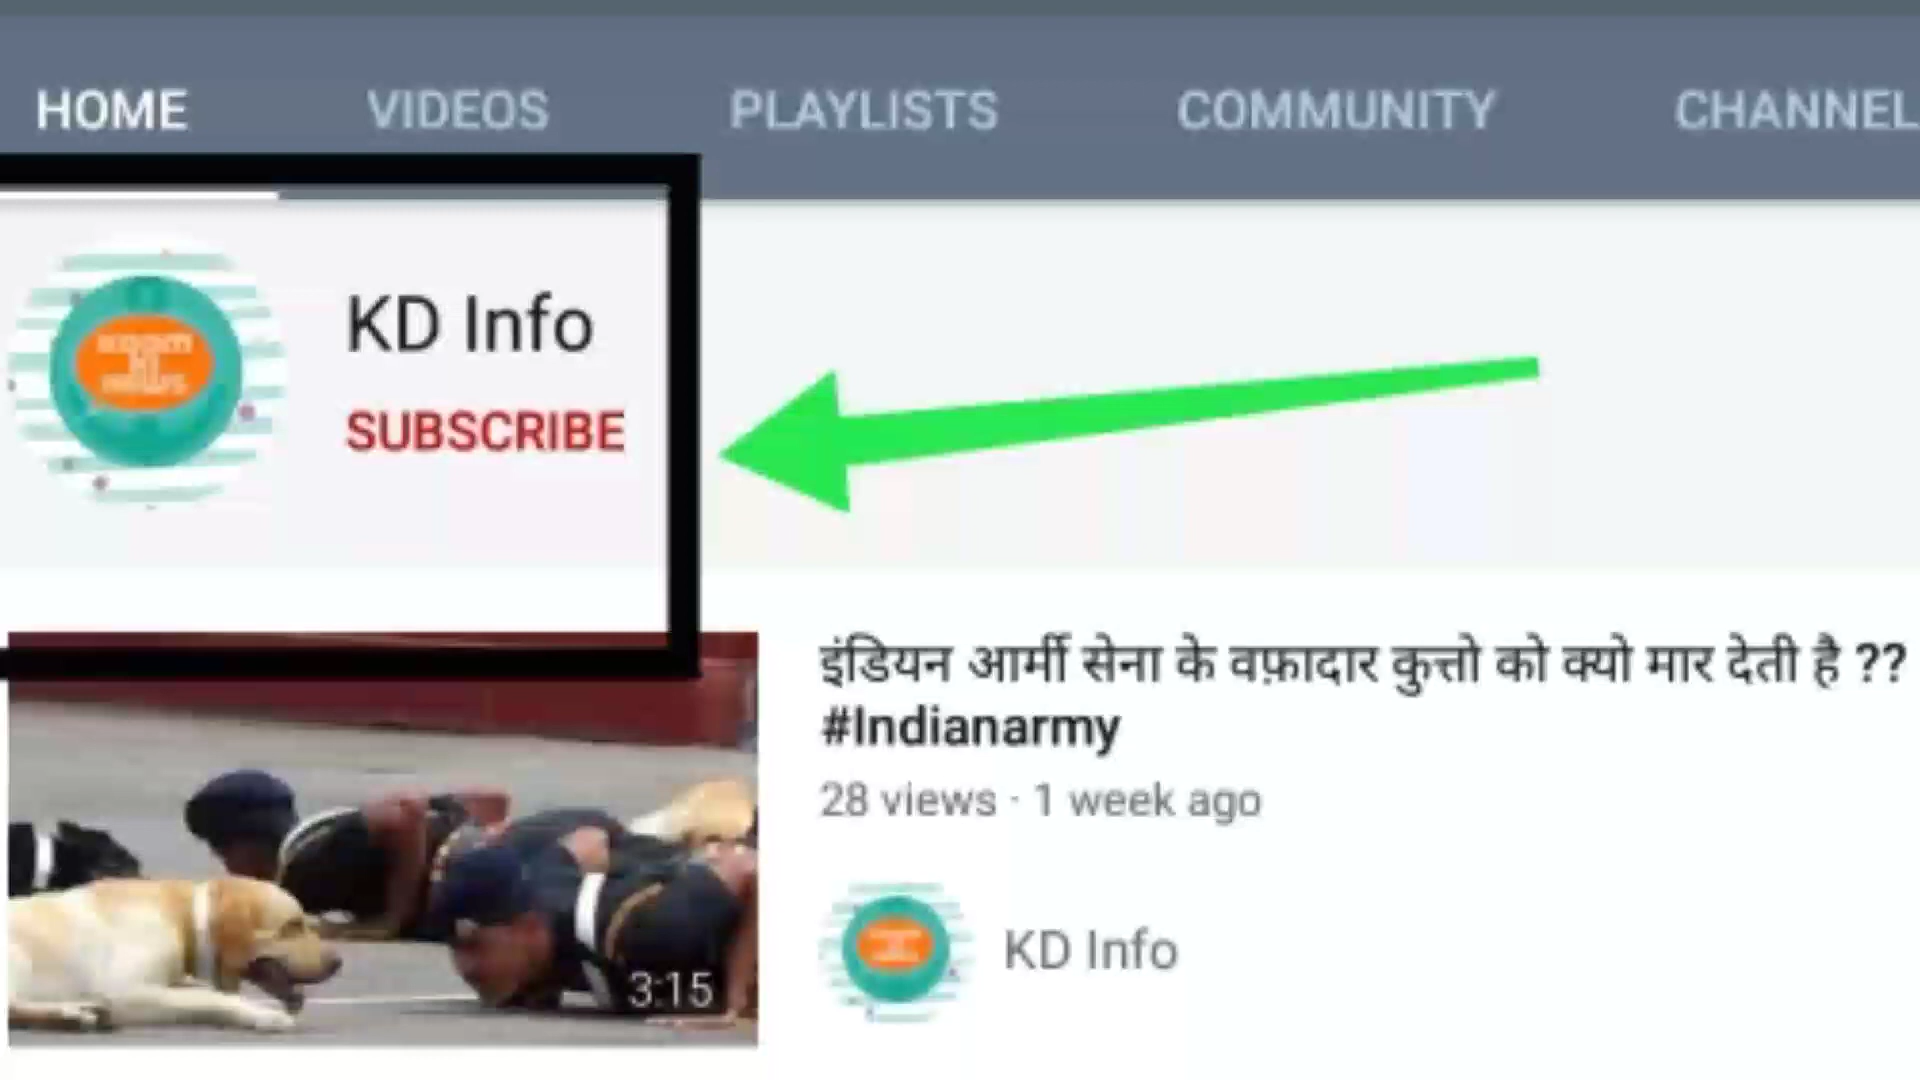 HOME VIDEOS PLAYLISTS COMMUNITY CHANNEL
KD Info
SUBSCRIBE
इंडियन आर्मी सेना के वफ़ादार कुत्तो को क्यो मार देती है ??
#Indianarmy
28 views · 1 week ago
3:15
KD Info